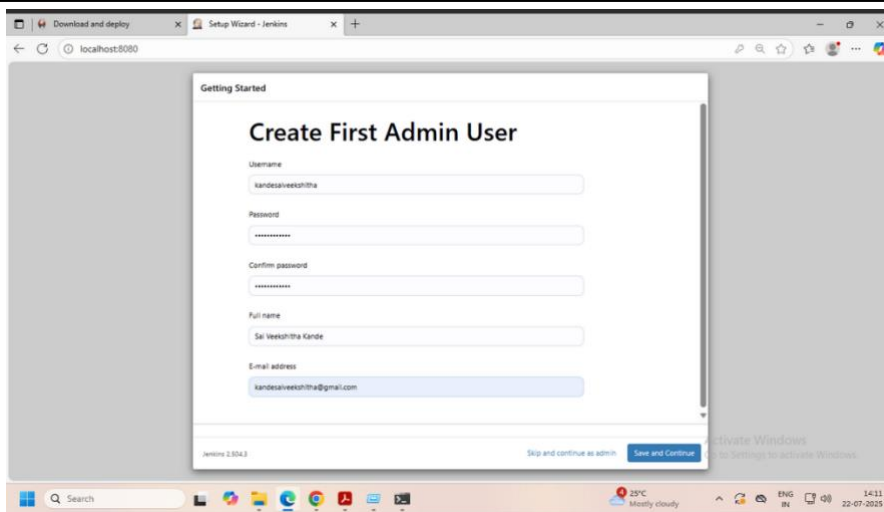 Download and deploy
Setup Wizard - Jenkins
localhost:8080
Getting Started
Create First Admin User
Username
kandesaiveekshitha
Password
••••••••••••
Confirm password
••••••••••••
Full name
Sai Veekshitha Kande
E-mail address
kandesaiveekshitha@gmail.com
Jenkins 2.504.3
Skip and continue as admin
Save and Continue
Activate Windows
Go to Settings to activate Windows.
Search
4
25°C
Mostly cloudy
ENG
IN
14:11
22-07-2025